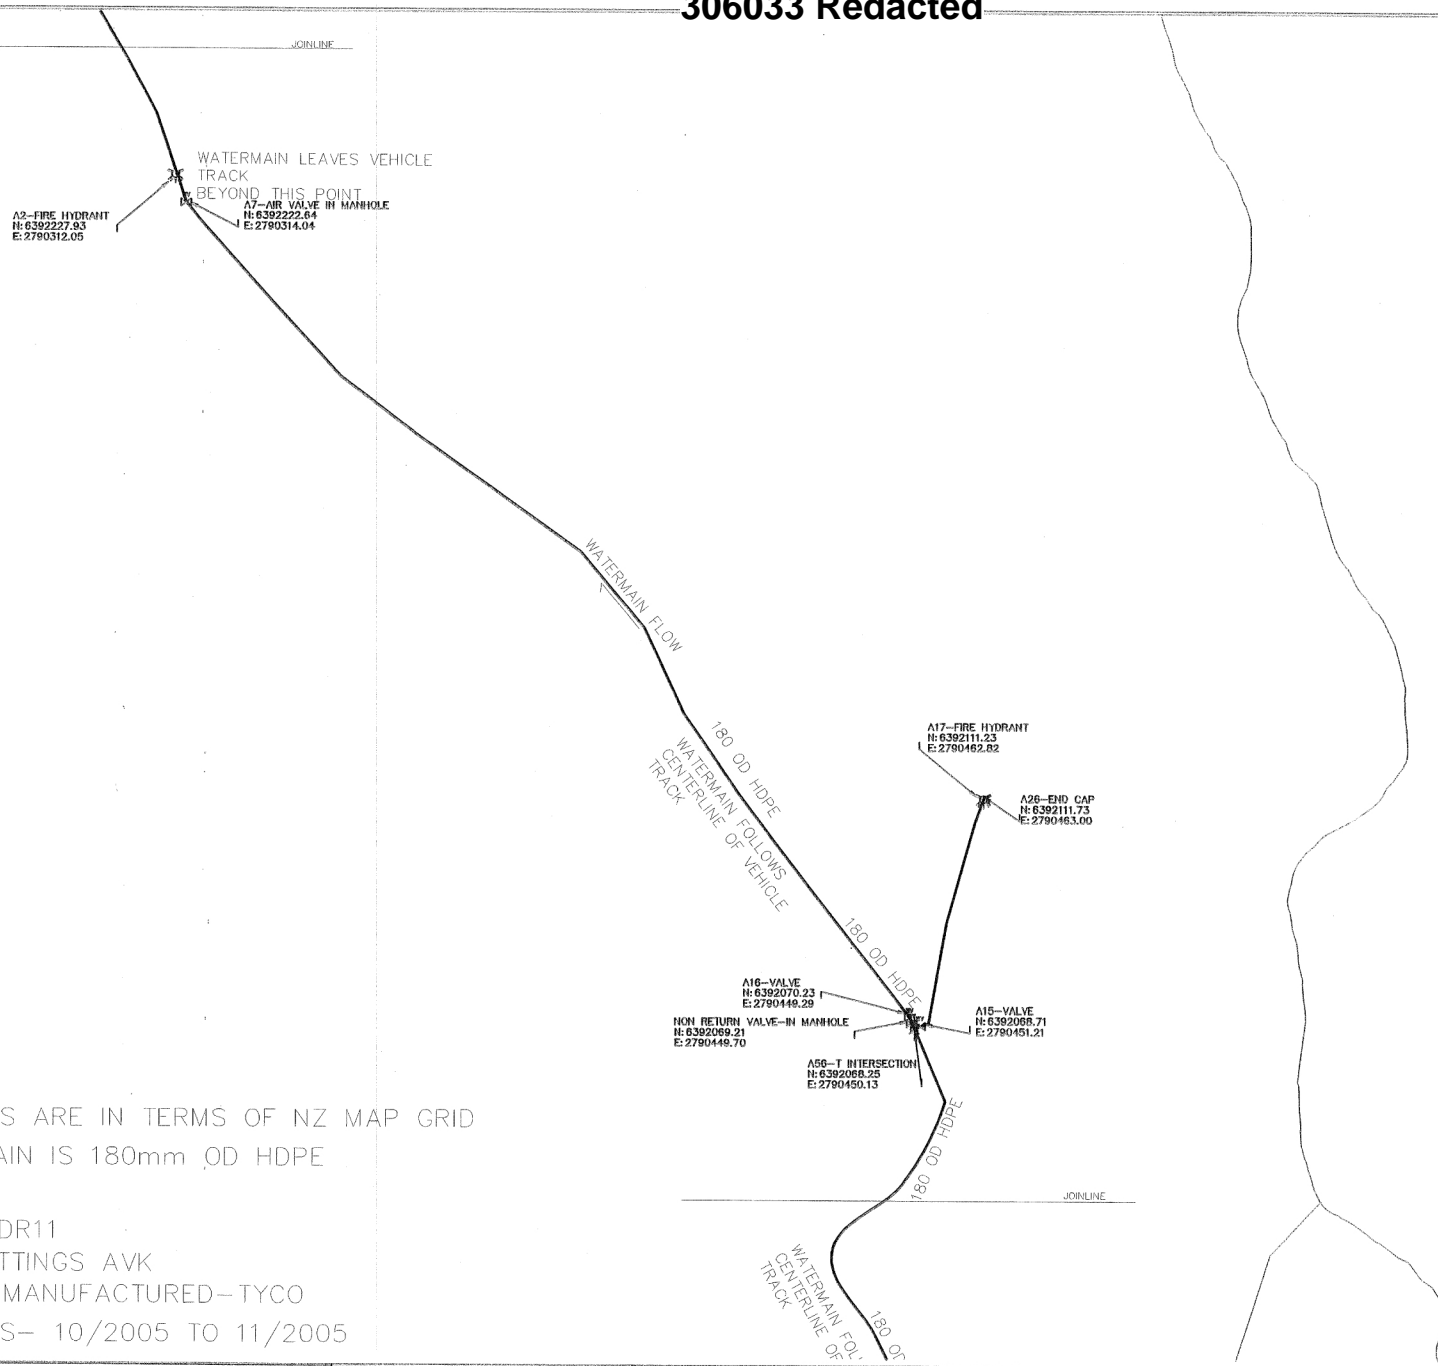 306033 Redacted
JOINLINE
WATERMAIN LEAVES VEHICLE
TRACK
BEYOND THIS POINT
A2-FIRE HYDRANT
N:6392227.93
E:2790312.05
A7-AIR VALVE IN MANHOLE
N:6392222.64
E:2790314.04
WATERMAIN FLOW
180 OD HDPE
WATERMAIN FOLLOWS
CENTERLINE OF VEHICLE
TRACK
A17-FIRE HYDRANT
N:6392111.23
E:2790462.82
A26-END CAP
N:6392111.73
E:2790463.00
180 OD HDPE
A16-VALVE
N:6392070.23
E:2790449.29
NON RETURN VALVE-IN MANHOLE
N:6392069.21
E:2790449.70
A15-VALVE
N:6392068.71
E:2790451.21
A56-T INTERSECTION
N:6392068.25
E:2790450.13
180 OD HDPE
JOINLINE
S ARE IN TERMS OF NZ MAP GRID
AIN IS 180mm OD HDPE
DR11
TTINGS AVK
MANUFACTURED-TYCO
S- 10/2005 TO 11/2005
WATERMAIN FOL
CENTERLINE OF
TRACK
180 OD